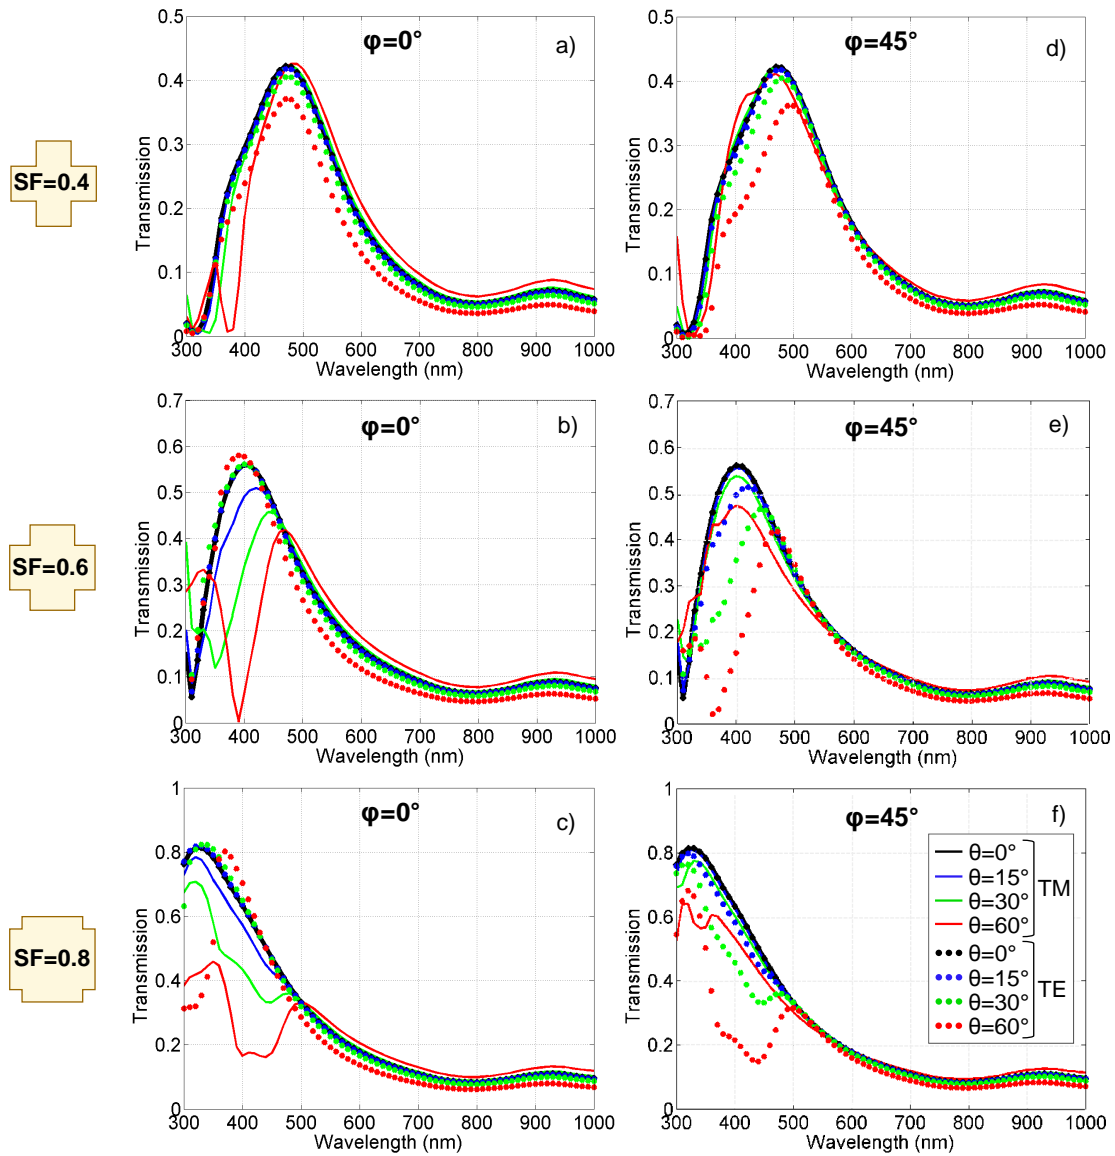 SF=0.4
φ=0°
a)
Transmission
0.5
0.4
0.3
0.2
0.1
0
300 400 500 600 700 800 900 1000
Wavelength (nm)
φ=45°
d)
Transmission
0.5
0.4
0.3
0.2
0.1
0
300 400 500 600 700 800 900 1000
Wavelength (nm)
SF=0.6
φ=0°
b)
Transmission
0.7
0.6
0.5
0.4
0.3
0.2
0.1
0
300 400 500 600 700 800 900 1000
Wavelength (nm)
φ=45°
e)
Transmission
0.7
0.6
0.5
0.4
0.3
0.2
0.1
0
300 400 500 600 700 800 900 1000
Wavelength (nm)
SF=0.8
φ=0°
c)
Transmission
1
0.8
0.6
0.4
0.2
0
300 400 500 600 700 800 900 1000
Wavelength (nm)
φ=45°
f)
Transmission
1
0.8
0.6
0.4
0.2
0
300 400 500 600 700 800 900 1000
Wavelength (nm)
θ=0°
θ=15°
θ=30°
θ=60°
TM
θ=0°
θ=15°
θ=30°
θ=60°
TE